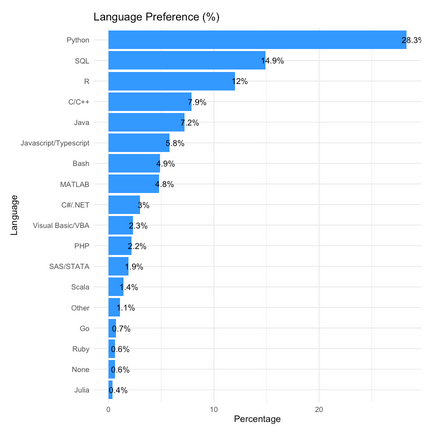 Language Preference (%)
Language
Python 28.3%
SQL 14.9%
R 12%
C/C++ 7.9%
Java 7.2%
Javascript/Typescript 5.8%
Bash 4.9%
MATLAB 4.8%
C#/.NET 3%
Visual Basic/VBA 2.3%
PHP 2.2%
SAS/STATA 1.9%
Scala 1.4%
Other 1.1%
Go 0.7%
Ruby 0.6%
None 0.6%
Julia 0.4%
0 10 20
Percentage